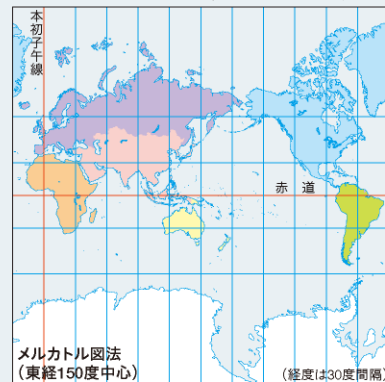 本初子午線
赤道
メルカトル図法
（東経150度中心）
（経度は30度間隔）